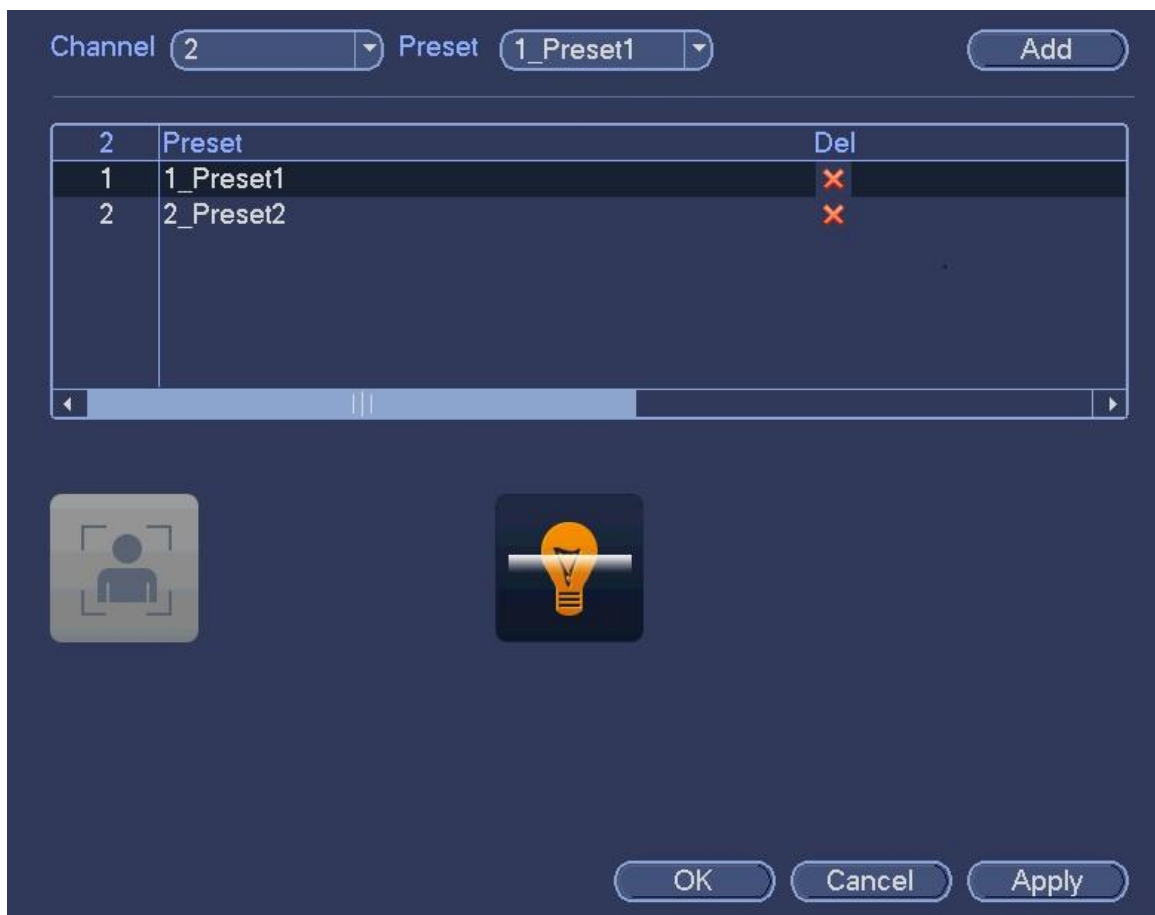 Channel 2 Preset 1_Preset1 Add
2 Preset Del
1 1_Preset1
2 2_Preset2
OK Cancel Apply